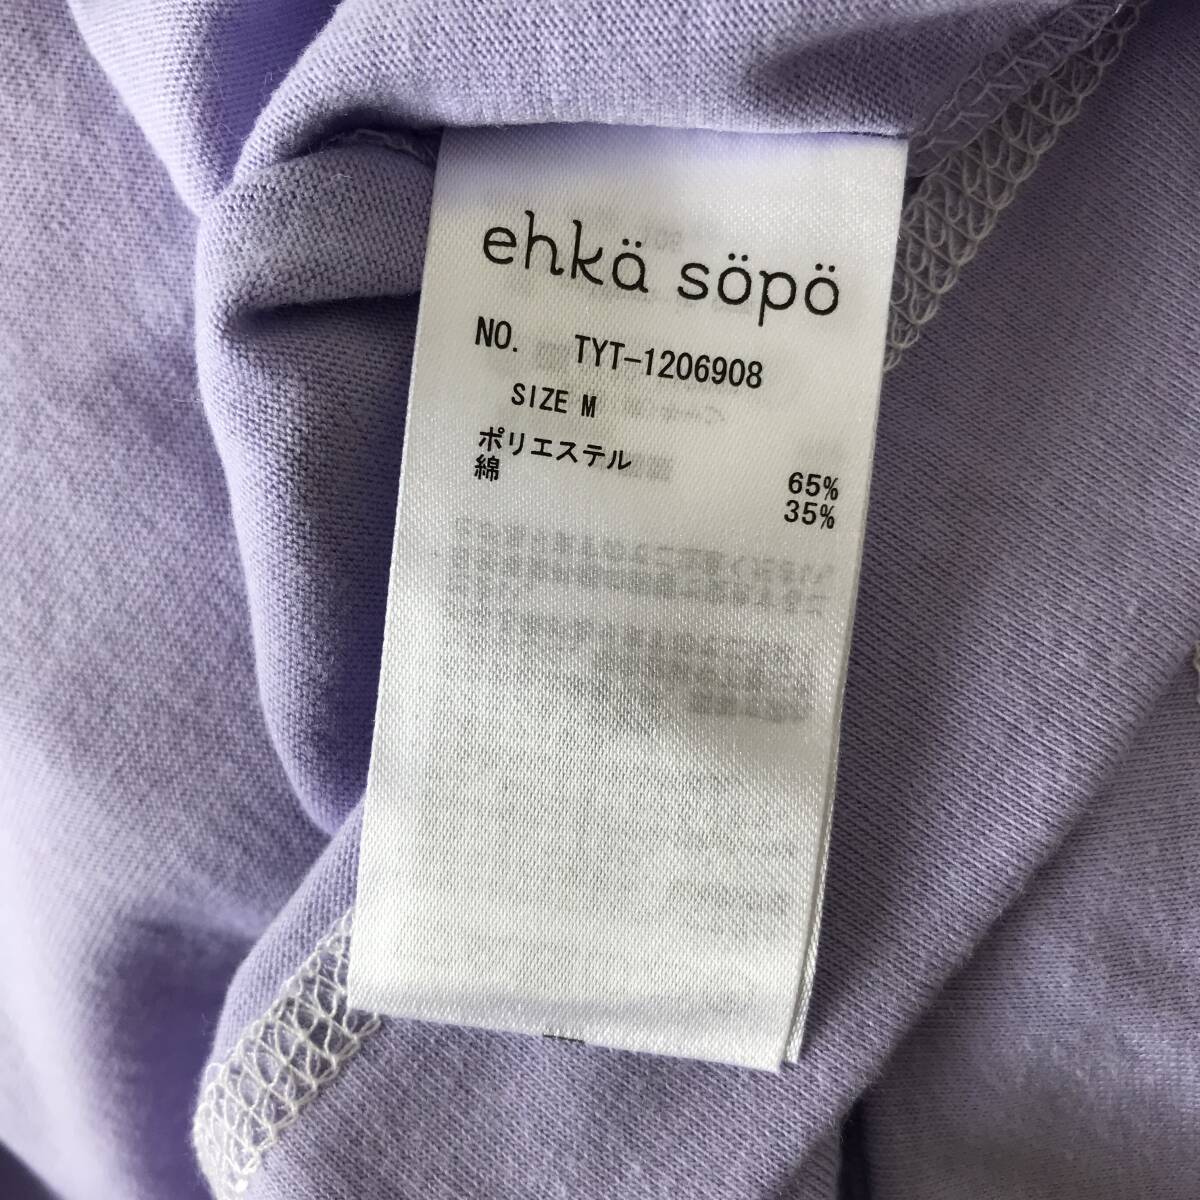 ehkä söpö
NO. TYT-1206908
SIZE M
ポリエステル 65%
綿 35%